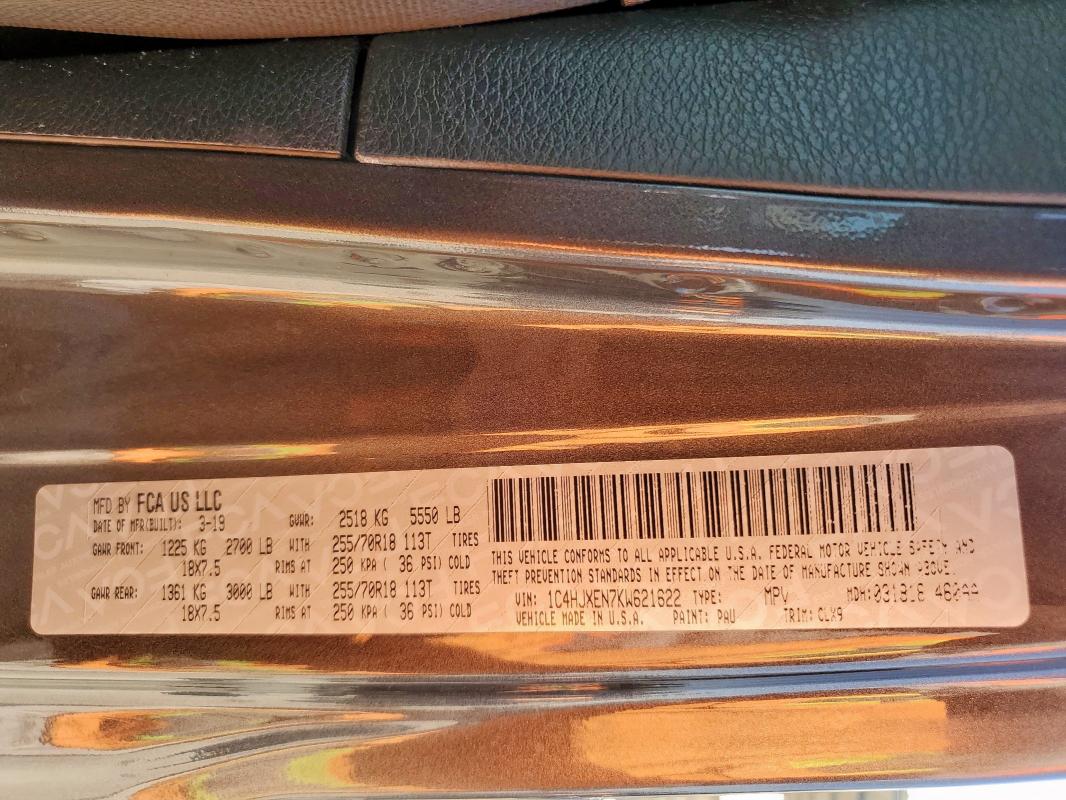 MFD BY FCA US LLC
DATE OF MFR(BUILT): 3-19 GVWR: 2518 KG 5550 LB
GAWR FRONT: 1225 KG 2700 LB WITH 255/70R18 113T TIRES
18X7.5 RIMS AT 250 KPA ( 36 PSI) COLD
GAWR REAR: 1361 KG 3000 LB WITH 255/70R18 113T TIRES
18X7.5 RIMS AT 250 KPA ( 36 PSI) COLD
THIS VEHICLE CONFORMS TO ALL APPLICABLE U.S.A. FEDERAL MOTOR VEHICLE SAFETY AND
THEFT PREVENTION STANDARDS IN EFFECT ON THE DATE OF MANUFACTURE SHOWN ABOVE.
VIN: 1C4HJXEN7KW621622 TYPE: MPV MDH:
VEHICLE MADE IN U.S.A. PAINT: PAU TRIM: CLX9